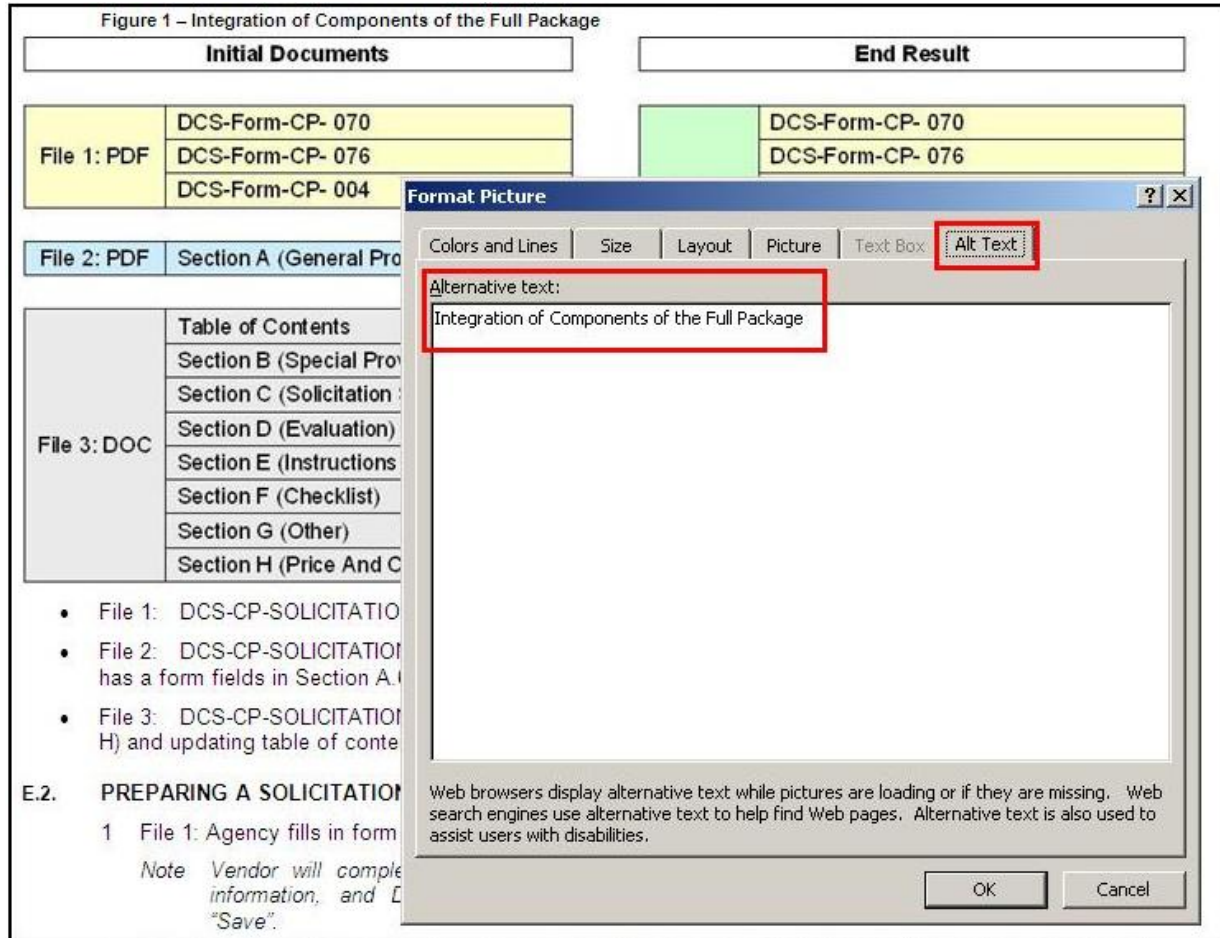 Figure 1 – Integration of Components of the Full Package
Initial Documents
End Result
File 1: PDF
DCS-Form-CP- 070
DCS-Form-CP- 076
DCS-Form-CP- 004
DCS-Form-CP- 070
DCS-Form-CP- 076
File 2: PDF
Section A (General Pro
File 3: DOC
Table of Contents
Section B (Special Prov
Section C (Solicitation
Section D (Evaluation)
Section E (Instructions
Section F (Checklist)
Section G (Other)
Section H (Price And C
• File 1: DCS-CP-SOLICITATIO
• File 2: DCS-CP-SOLICITATION
has a form fields in Section A.
• File 3: DCS-CP-SOLICITATION
H) and updating table of conte
E.2. PREPARING A SOLICITATION
1 File 1: Agency fills in form
Note Vendor will comple
information, and D
"Save".
Format Picture
? X
Colors and Lines
Size
Layout
Picture
Text Box
Alt Text
Alternative text:
Integration of Components of the Full Package
Web browsers display alternative text while pictures are loading or if they are missing. Web
search engines use alternative text to help find Web pages. Alternative text is also used to
assist users with disabilities.
OK
Cancel